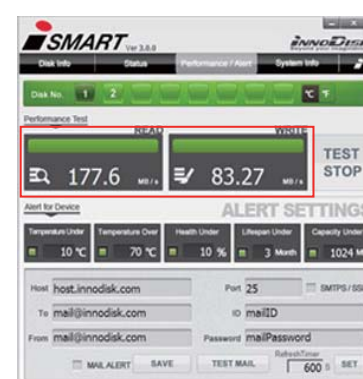 iSMART Ver 3.0.0
Disk Info Status Performance / Alert System Info
Disk No. 1 2 °C °F
Performance Test
READ WRITE
177.6 MB/s 83.27 MB/s
TEST
STOP
Alert for Device
ALERT SETTINGS
Temperature Under Temperature Over Health Under Lifespan Under Capacity Under
10 °C 70 °C 10 % 3 Month 1024 M
Host host.innodisk.com Port 25 SMTPS/SS
To mail@innodisk.com ID mailID
From mail@innodisk.com Password mailPassword
MAIL ALERT SAVE TEST MAIL RefreshTimer 600 s SET